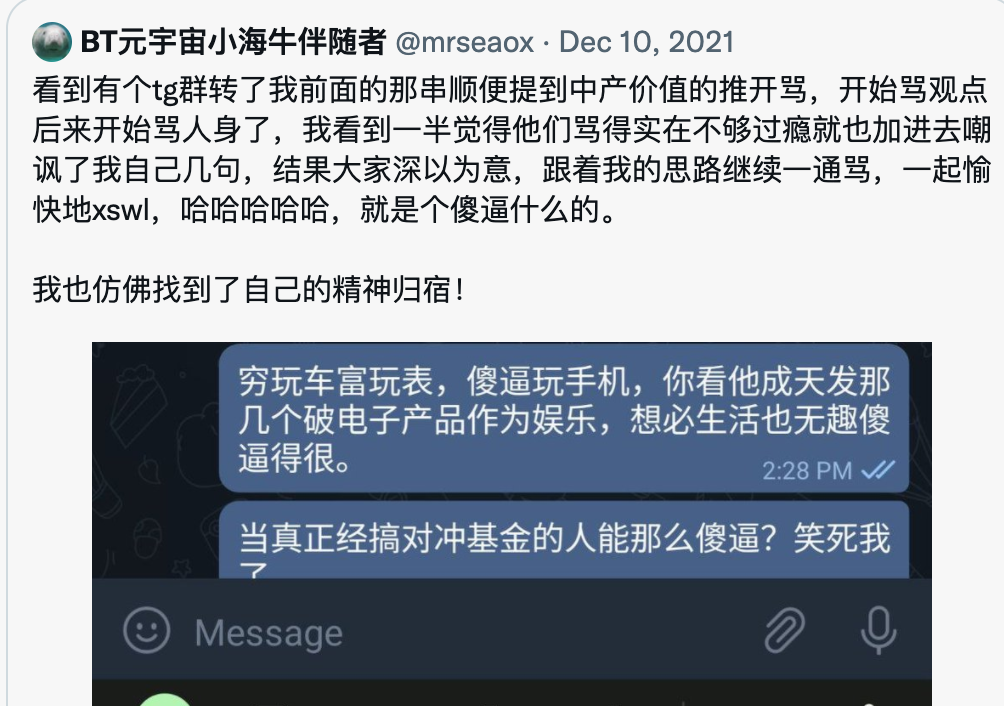 BT元宇宙小海牛伴随者 @mrseaox · Dec 10, 2021
看到有个tg群转了我前面的那串顺便提到中产价值的推开骂，开始骂观点
后来开始骂人身了，我看到一半觉得他们骂得实在不够过瘾就也加进去嘲
讽了我自己几句，结果大家深以为意，跟着我的思路继续一通骂，一起愉
快地xswl，哈哈哈哈哈，就是个傻逼什么的。
我也仿佛找到了自己的精神归宿！
穷玩车富玩表，傻逼玩手机，你看他成天发那
几个破电子产品作为娱乐，想必生活也无趣傻
逼得很。
2:28 PM
当真正经搞对冲基金的人能那么傻逼？笑死我
了
Message